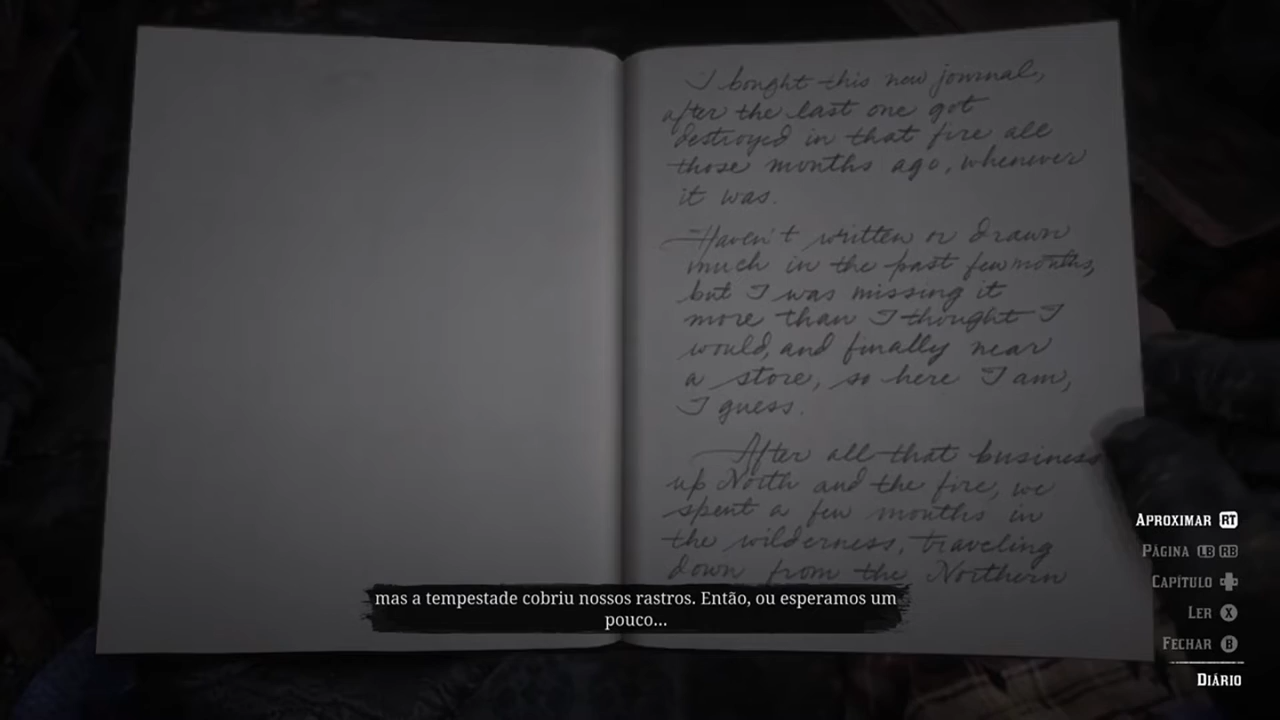 I bought this new journal,
after the last one got
destroyed in that fire all
those months ago, whenever
it was.
Haven't written or drawn
much in the past few months,
but I was missing it
more than I thought I
would, and finally near
a store, so here I am,
I guess.
After all that business
up North and the fire, we
spent a few months in
the wilderness, traveling
down from the Northern
mas a tempestade cobriu nossos rastros. Então, ou esperamos um
pouco...
APROXIMAR RT
PÁGINA LB RB
CAPÍTULO
LER X
FECHAR B
DIÁRIO